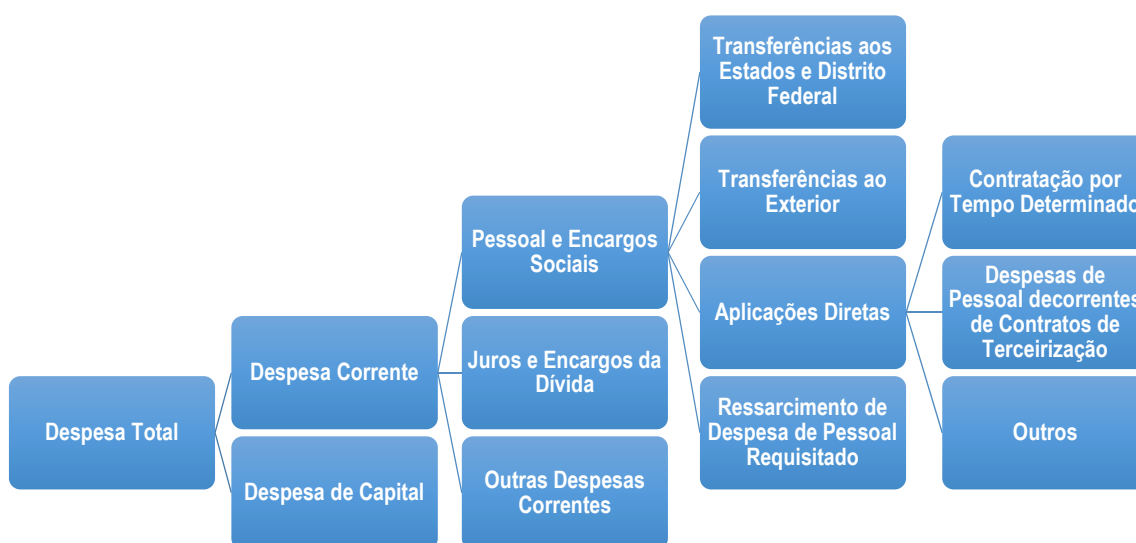 Despesa Total
Despesa Corrente
Despesa de Capital
Pessoal e Encargos
Sociais
Juros e Encargos da
Dívida
Outras Despesas
Correntes
Transferências aos
Estados e Distrito
Federal
Transferências ao
Exterior
Aplicações Diretas
Ressarcimento de
Despesa de Pessoal
Requisitado
Contratação por
Tempo Determinado
Despesas de
Pessoal decorrentes
de Contratos de
Terceirização
Outros